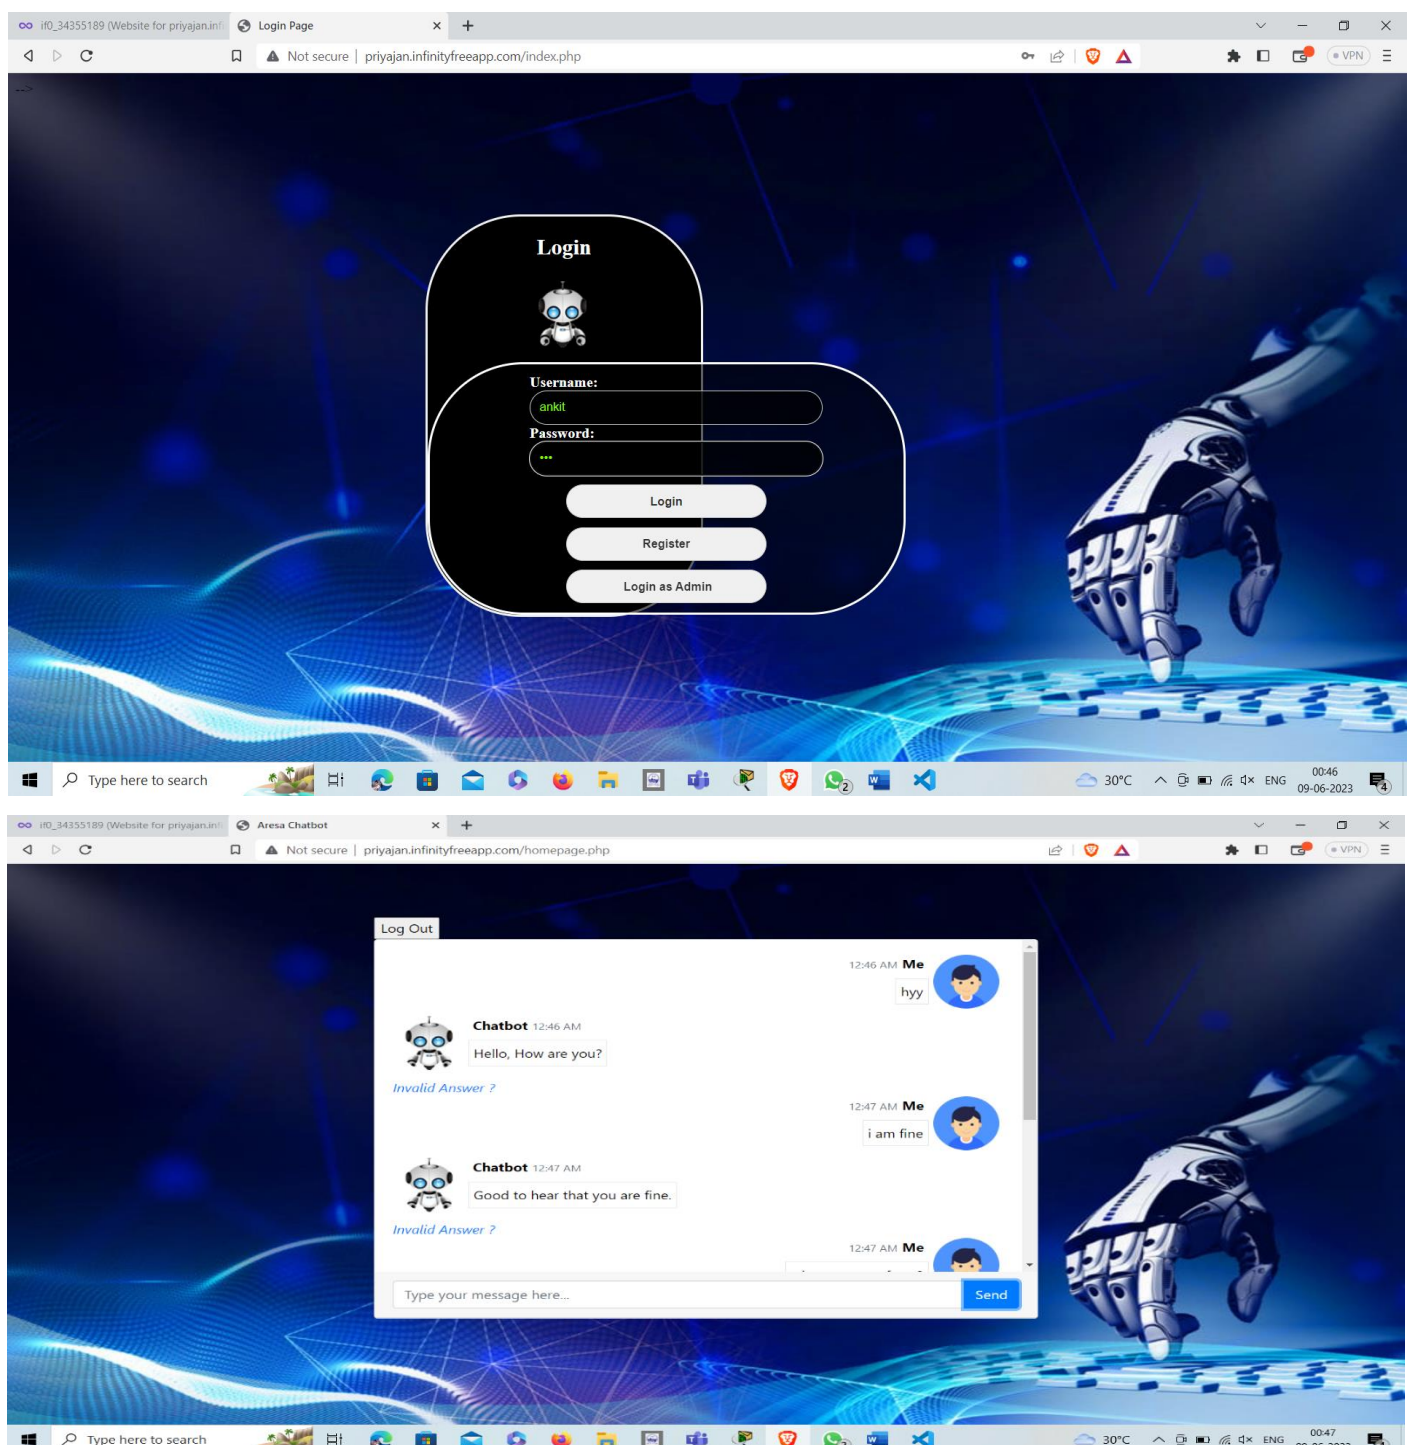 if0_34355189 (Website for priyajan.inf
Login Page
Not secure | priyajan.infinityfreeapp.com/index.php
VPN
-->
Login
Username:
ankit
Password:
•••
Login
Register
Login as Admin
Type here to search
2
30°C
ENG
00:46
09-06-2023
4
if0_34355189 (Website for priyajan.inf
Aresa Chatbot
Not secure | priyajan.infinityfreeapp.com/homepage.php
VPN
Log Out
12:46 AM Me
hyy
Chatbot 12:46 AM
Hello, How are you?
Invalid Answer ?
12:47 AM Me
i am fine
Chatbot 12:47 AM
Good to hear that you are fine.
Invalid Answer ?
12:47 AM Me
Type your message here...
Send
Type here to search
30°C
ENG
00:47